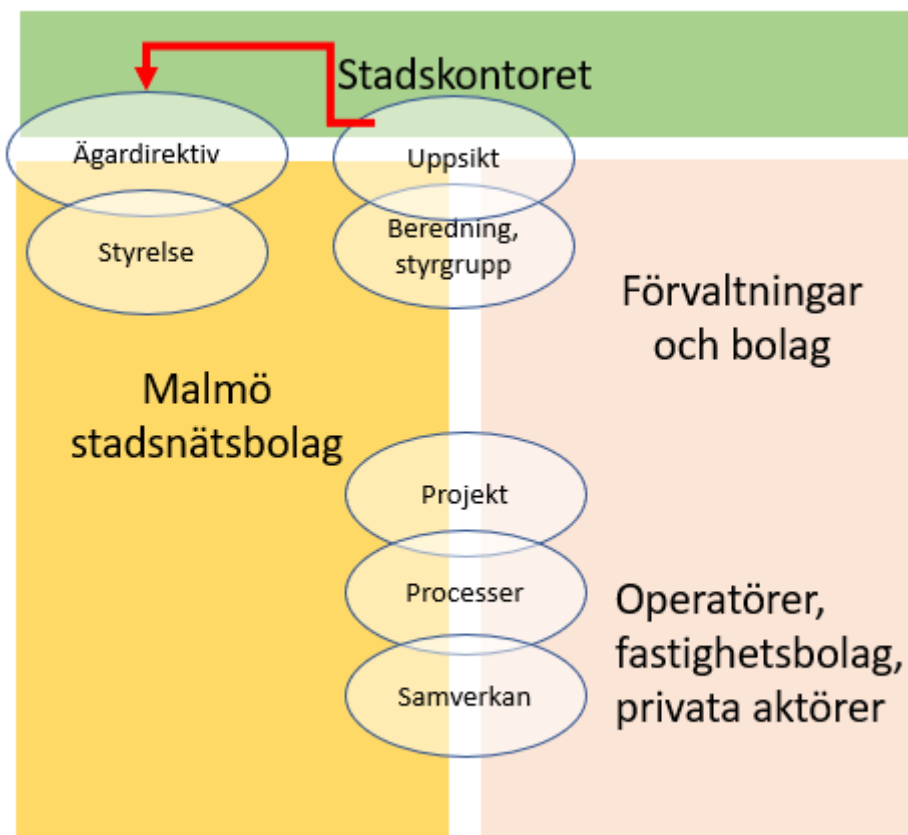 Stadskontoret
Ägardirektiv
Uppsikt
Styrelse
Beredning,
styrgrupp
Förvaltningar
och bolag
Malmö
stadsnätsbolag
Projekt
Processer
Samverkan
Operatörer,
fastighetsbolag,
privata aktörer